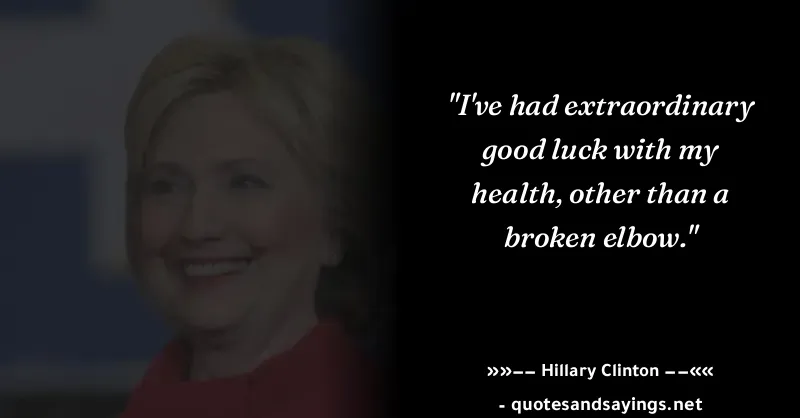 "I've had extraordinary
good luck with my
health, other than a
broken elbow."
»»–– Hillary Clinton ––««
- quotesandsayings.net